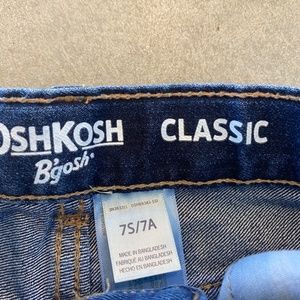 OSHKOSH CLASSIC
B'gosh
7S/7A
MADE IN BANGLADESH
FABRIQUÉ AU BANGLADESH
HECHO EN BANGLADESH